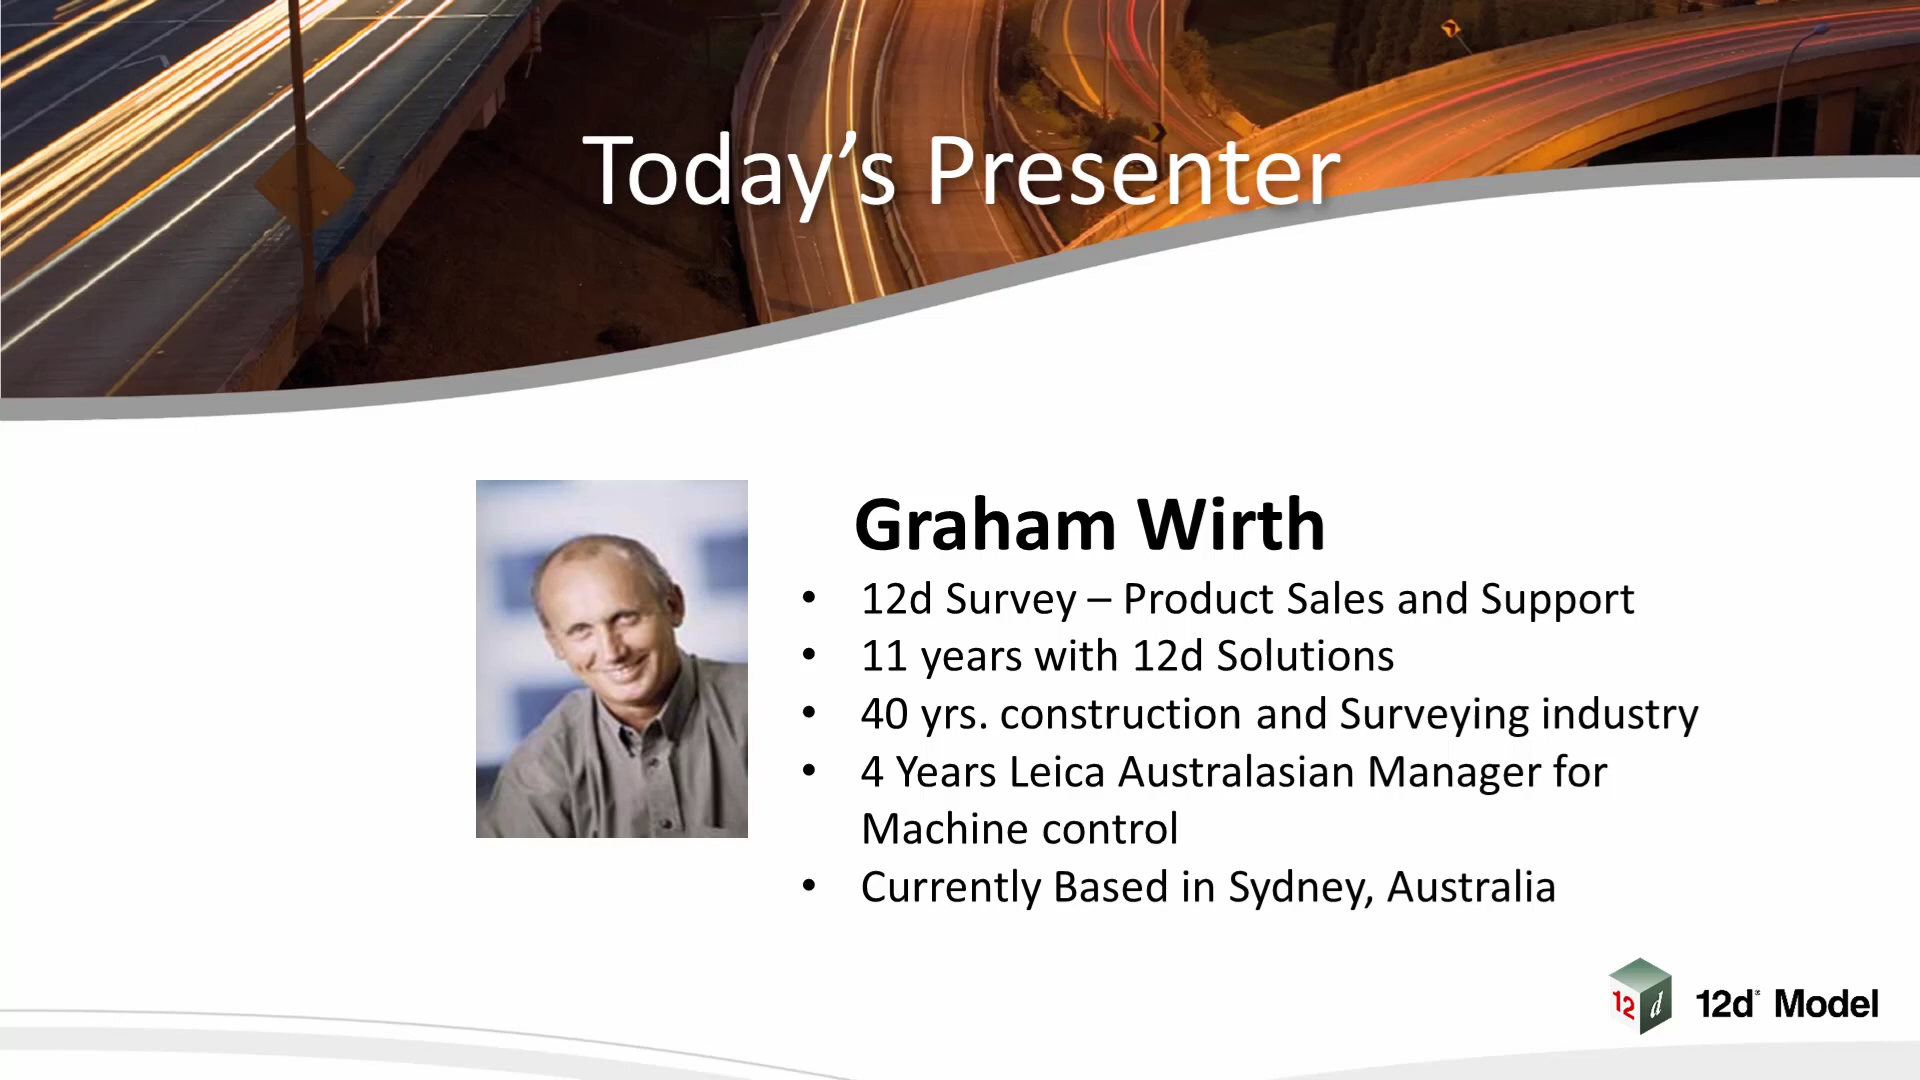 Today’s Presenter
Graham Wirth
• 12d Survey – Product Sales and Support
• 11 years with 12d Solutions
• 40 yrs. construction and Surveying industry
• 4 Years Leica Australasian Manager for
Machine control
• Currently Based in Sydney, Australia
12 d 12d® Model